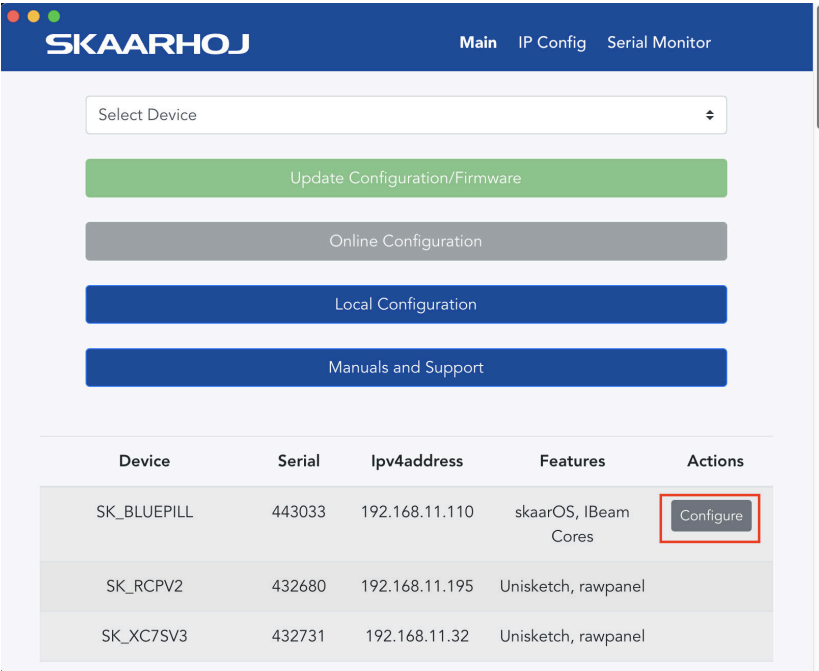 SKAARHOJ
Main IP Config Serial Monitor
Select Device
Update Configuration/Firmware
Online Configuration
Local Configuration
Manuals and Support
Device Serial Ipv4address Features Actions
SK_BLUEPILL 443033 192.168.11.110 skaarOS, IBeam Configure
Cores
SK_RCPV2 432680 192.168.11.195 Unisketch, rawpanel
SK_XC7SV3 432731 192.168.11.32 Unisketch, rawpanel